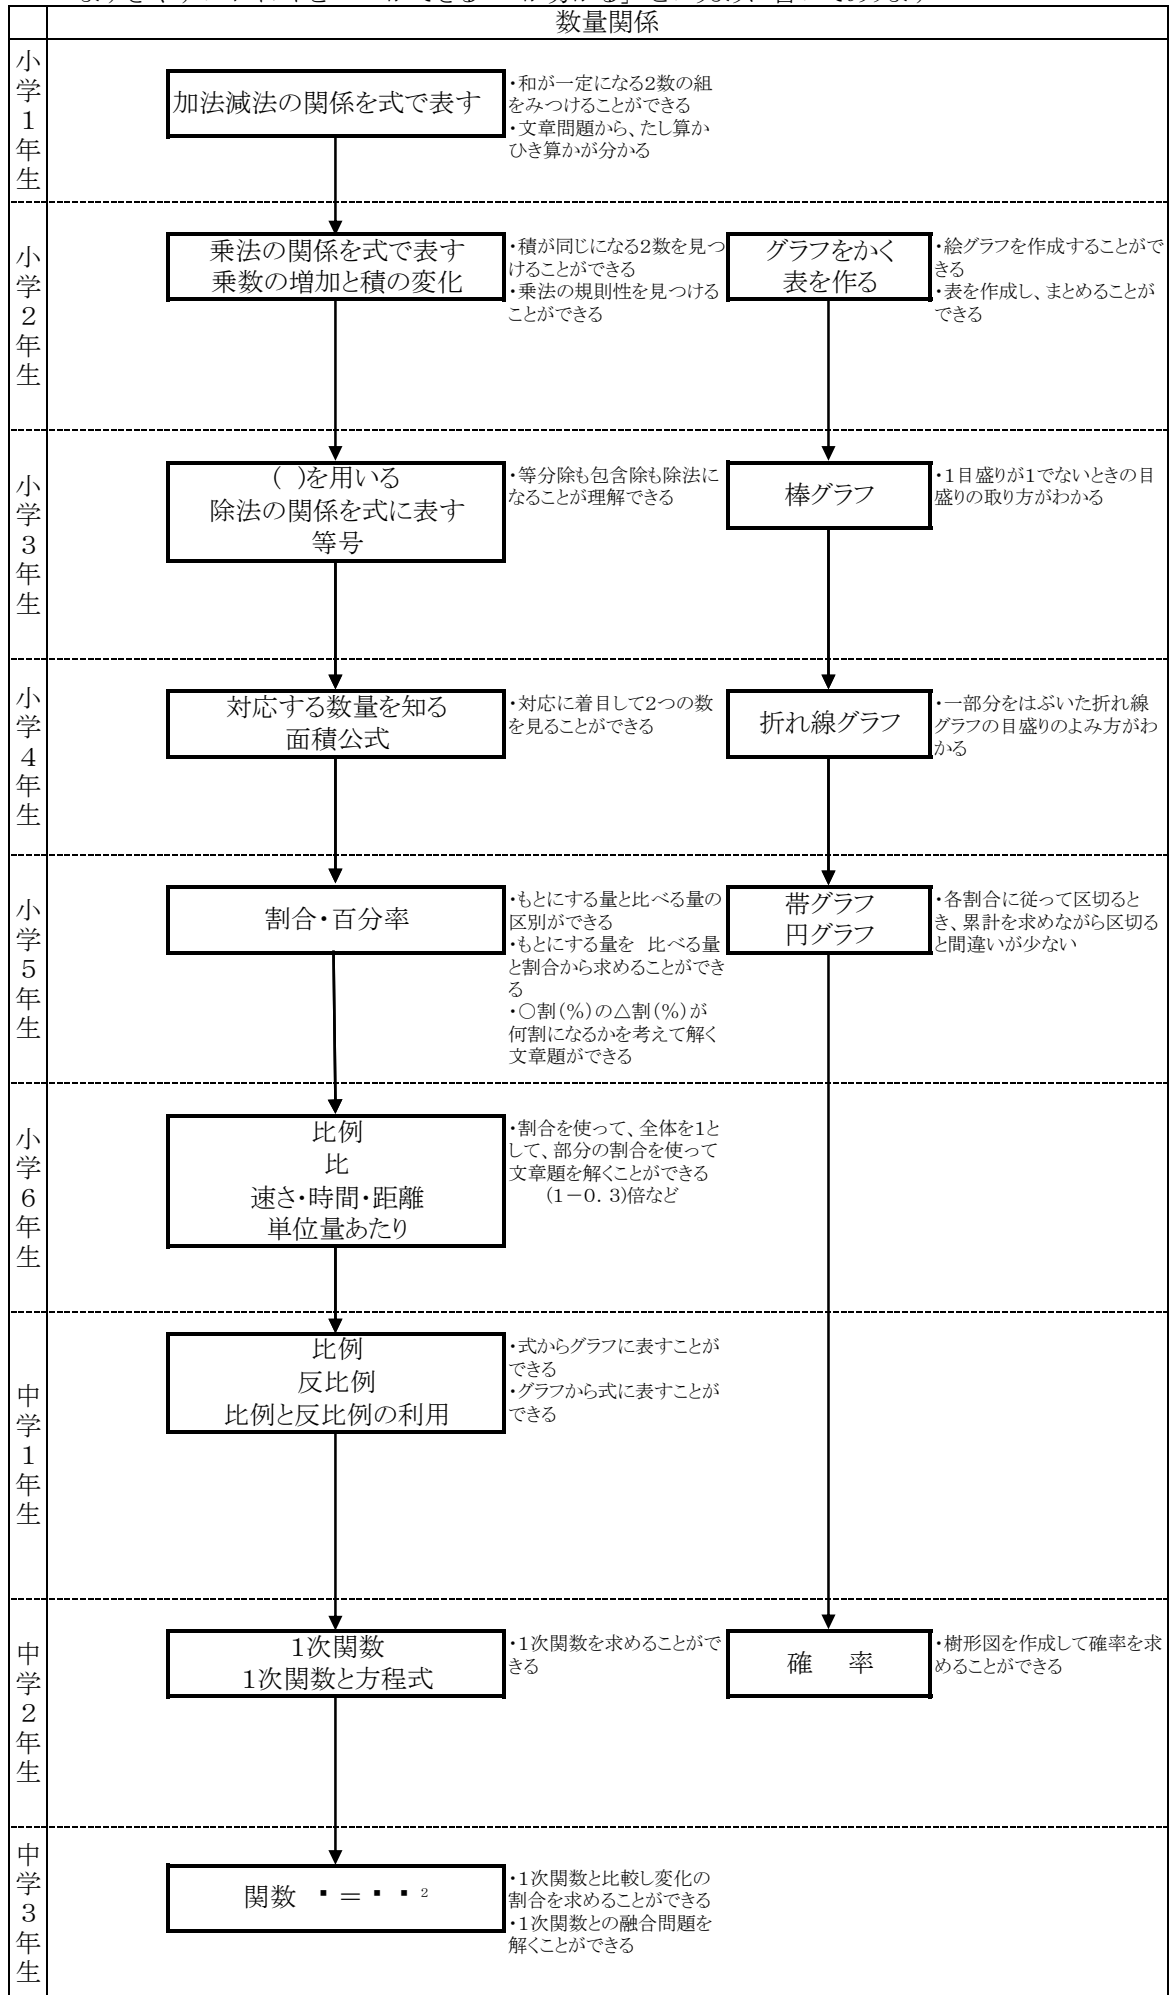 数量関係
小学1年生
加法減法の関係を式で表す
・和が一定になる2数の組
をみつけることができる
・文章問題から、たし算か
ひき算かが分かる
小学2年生
乗法の関係を式で表す
乗数の増加と積の変化
・積が同じになる2数を見つ
けることができる
・乗法の規則性を見つける
ことができる
グラフをかく
表を作る
・絵グラフを作成することがで
きる
・表を作成し、まとめることが
できる
小学3年生
( )を用いる
除法の関係を式に表す
等号
・等分除も包含除も除法に
なることが理解できる
棒グラフ
・1目盛りが1でないときの目
盛りの取り方がわかる
小学4年生
対応する数量を知る
面積公式
・対応に着目して2つの数
を見ることができる
折れ線グラフ
・一部分をはぶいた折れ線
グラフの目盛りのよみ方がわ
かる
小学5年生
割合・百分率
・もとにする量と比べる量の
区別ができる
・もとにする量を 比べる量
と割合から求めることができ
る
・○割(%)の△割(%)が
何割になるかを考えて解く
文章題ができる
帯グラフ
円グラフ
・各割合に従って区切ると
き、累計を求めながら区切る
と間違いが少ない
小学6年生
比例
比
速さ・時間・距離
単位量あたり
・割合を使って、全体を1と
して、部分の割合を使って
文章題を解くことができる
(1-0. 3)倍など
中学1年生
比例
反比例
比例と反比例の利用
・式からグラフに表すことが
できる
・グラフから式に表すことが
できる
中学2年生
1次関数
1次関数と方程式
・1次関数を求めることがで
きる
確 率
・樹形図を作成して確率を求
めることができる
中学3年生
関数 ▪=▪▪²
・1次関数と比較し変化の
割合を求めることができる
・1次関数との融合問題を
解くことができる